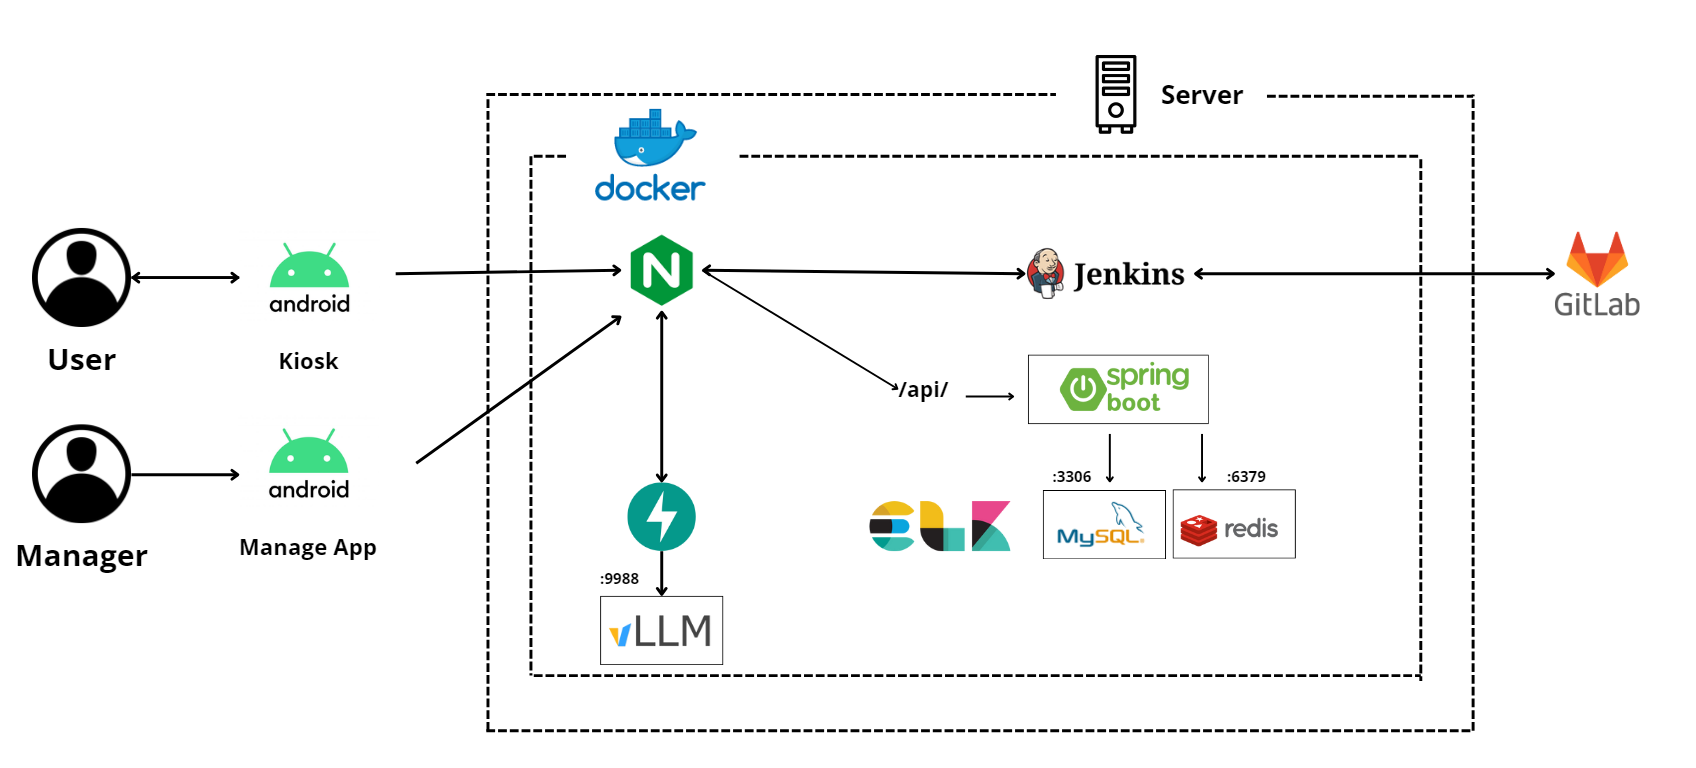 Server
docker
User
android
Kiosk
N
Jenkins
GitLab
/api/
spring
boot
Manager
android
Manage App
:3306
:6379
ELK
MySQL
redis
:9988
vLLM